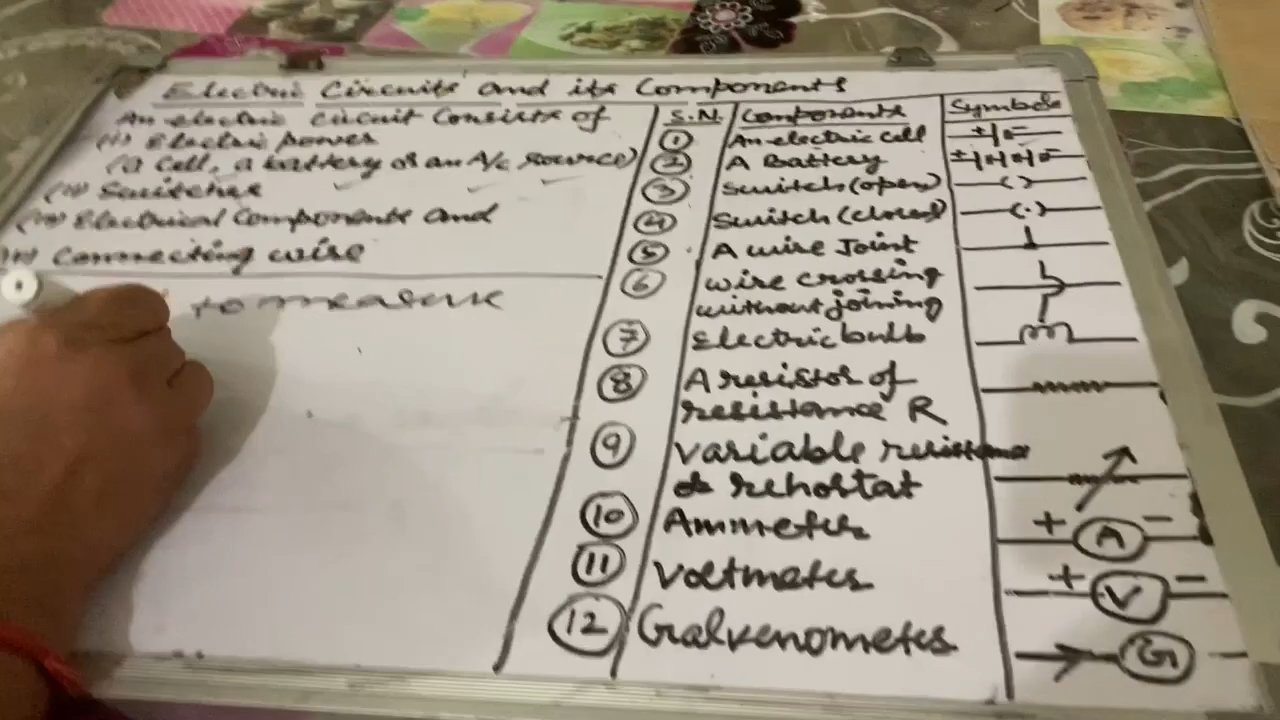 Electric Circuits and its Components
An electric circuit consists of
(i) Electric power
(i) Cell, a battery or an A/c source)
(ii) Switches
(iii) Electrical Components and
(iv) Connecting wire
to measure
S.N. Components Symbols
① An electric cell + -
② A Battery + -
③ Switch (open) ( )
④ Switch (closed) (.)
⑤ A wire Joint
⑥ wire crossing
without joining
⑦ Electric bulb
⑧ A resistor of
resistance R
⑨ variable resistance
or rehostat
⑩ Ammeter + A -
⑪ Voltmeter + V -
⑫ Galvenometer G